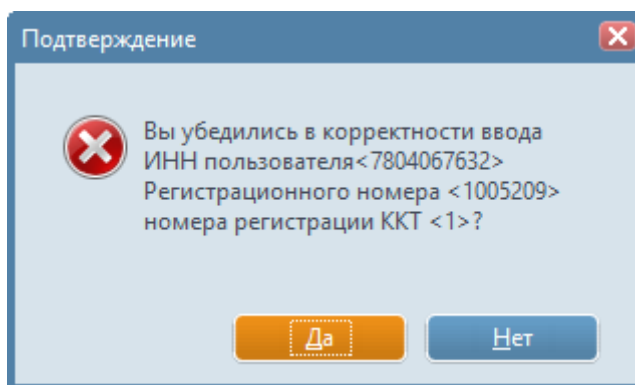 Подтверждение
Вы убедились в корректности ввода
ИНН пользователя<7804067632>
Регистрационного номера <1005209>
номера регистрации ККТ <1>?
Да
Нет